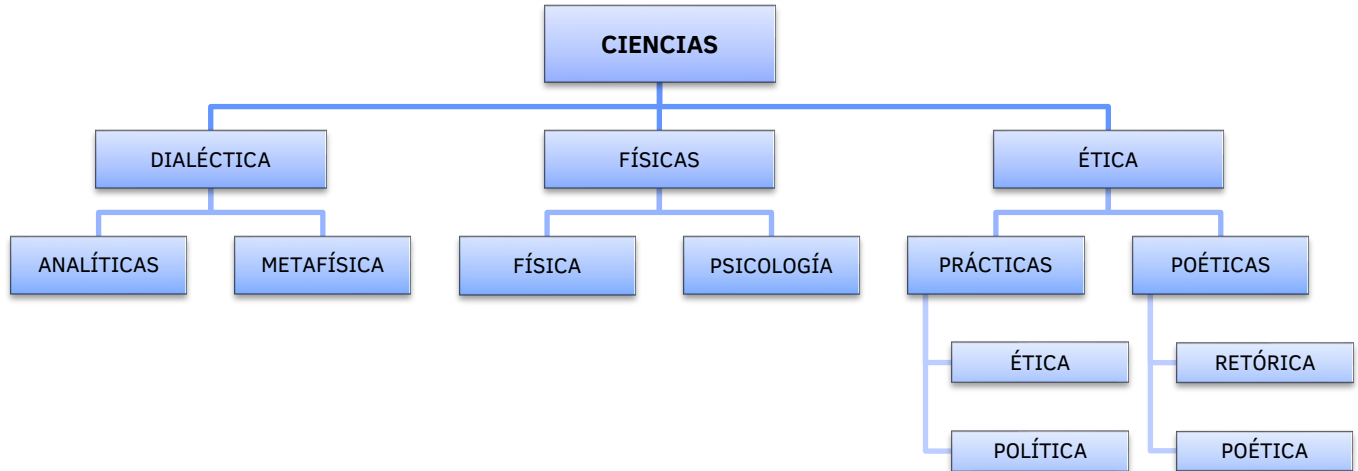 CIENCIAS
DIALÉCTICA
FÍSICAS
ÉTICA
ANALÍTICAS
METAFÍSICA
FÍSICA
PSICOLOGÍA
PRÁCTICAS
POÉTICAS
ÉTICA
RETÓRICA
POLÍTICA
POÉTICA